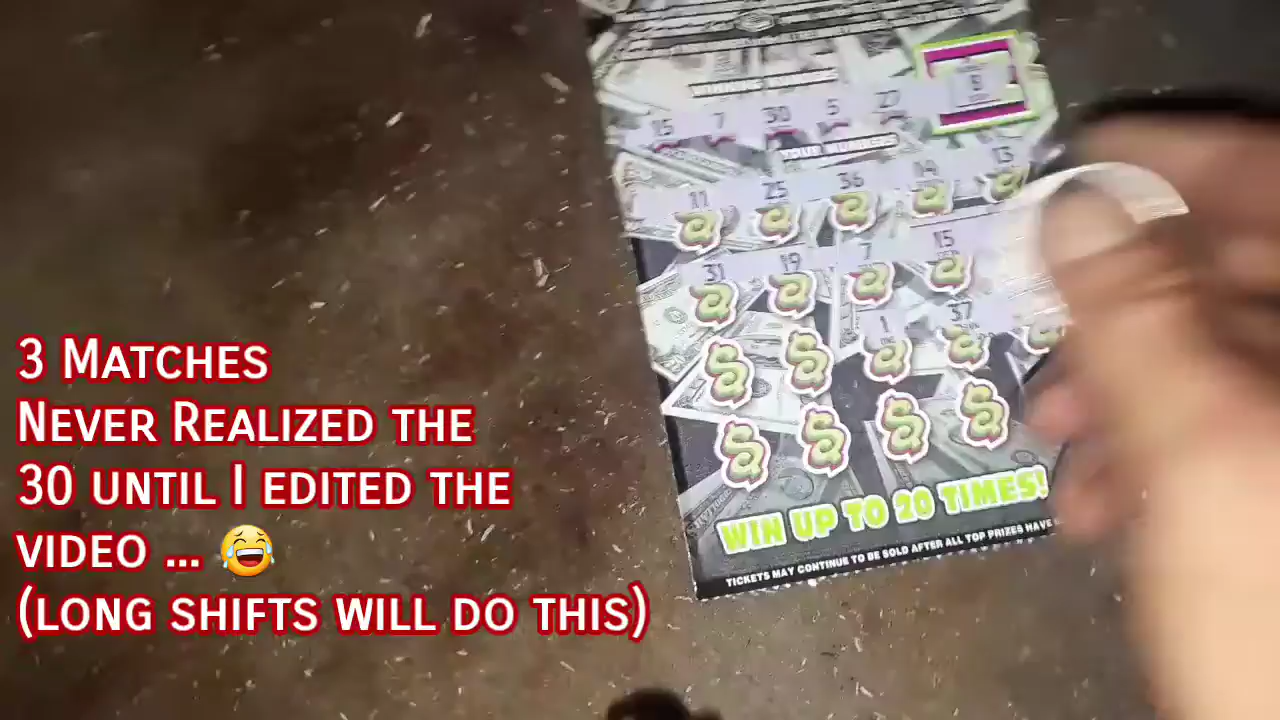 3 Matches
Never Realized the
30 until I edited the
video ... 😂
(long shifts will do this)
WINNING NUMBERS
15 7 30 5 27
YOUR NUMBERS
11 25 36 14 13
31 19 7 15
1 37
WIN UP TO 20 TIMES!
TICKETS MAY CONTINUE TO BE SOLD AFTER ALL TOP PRIZES HAVE